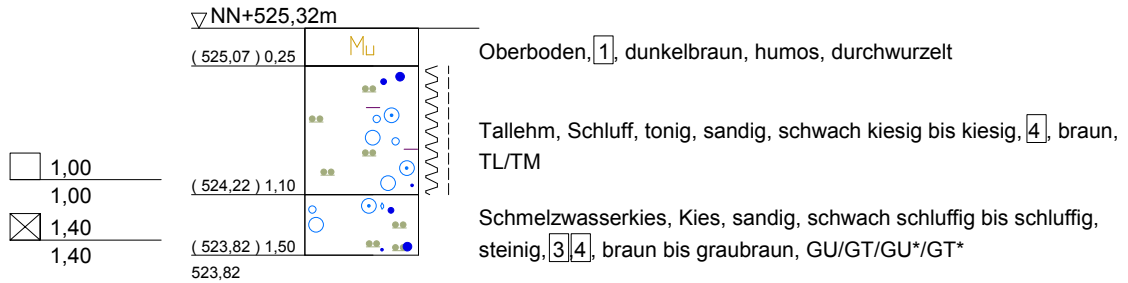 NN+525,32m
Mu
( 525,07 ) 0,25
Oberboden, 1, dunkelbraun, humos, durchwurzelt
Tallehm, Schluff, tonig, sandig, schwach kiesig bis kiesig, 4, braun,
TL/TM
1,00
1,00
( 524,22 ) 1,10
1,40
1,40
Schmelzwasserkies, Kies, sandig, schwach schluffig bis schluffig,
steinig, 3,4, braun bis graubraun, GU/GT/GU*/GT*
( 523,82 ) 1,50
523,82